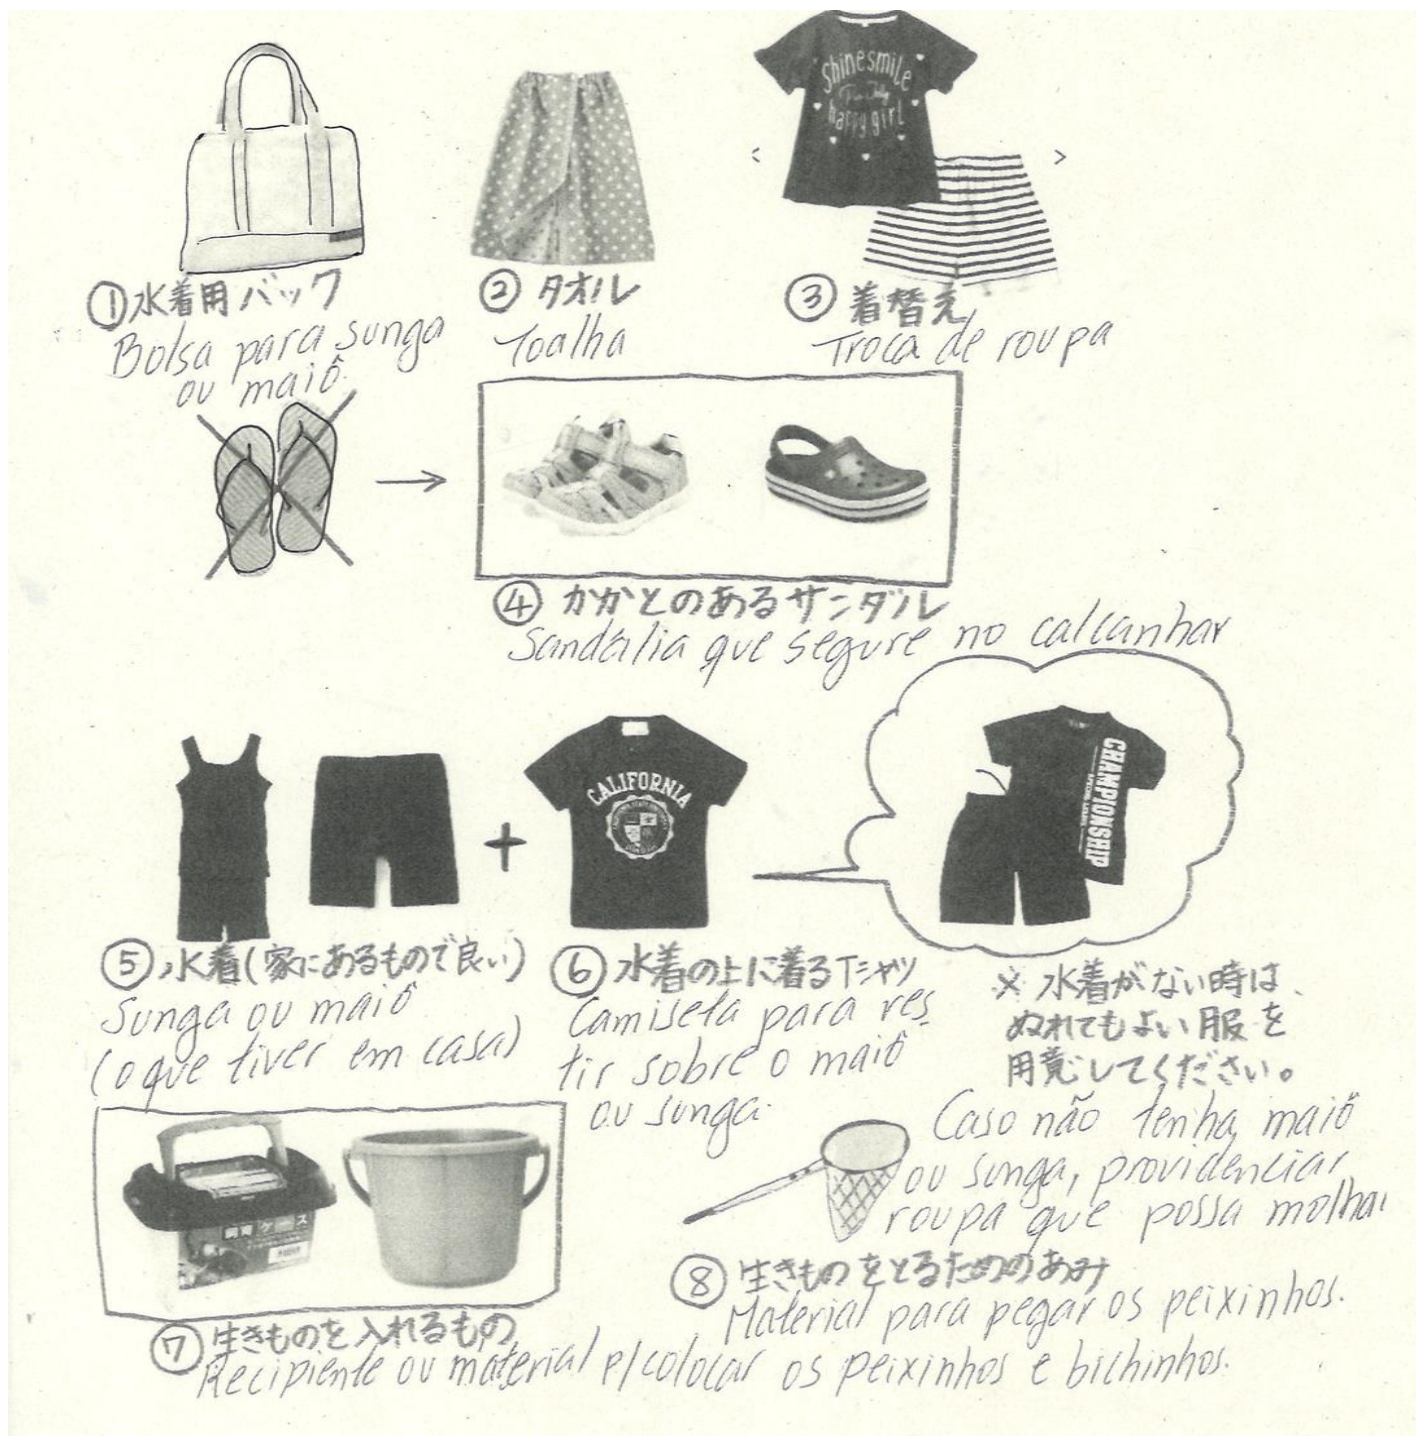 Shine smile
happy girl
①水着用バック
Bolsa para sunga
ou maiô.
② タオル
Toalha
③ 着替え
Troca de roupa
④ かかとのあるサンダル
Sandália que segure no calcanhar
CALIFORNIA
CHAMPIONSHIP
⑤水着(家にあるもので良い)
Sunga ou maiô
(o que tiver em casa)
⑥水着の上に着るTシャツ
Camiseta para ves_
tir sobre o maiô
ou sunga.
※ 水着がない時は、
ぬれてもよい服を
用意してください。
Caso não tenha maiô
ou sunga, providenciar
roupa que possa molhar
飼育ケース
⑦生きものを入れるもの
Recipiente ou material p/ colocar os peixinhos e bichinhos.
⑧生きものをとるためのあみ
Material para pegar os peixinhos.